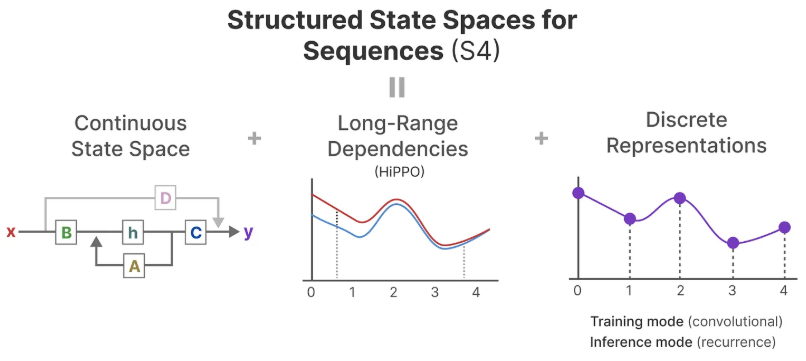 Structured State Spaces for
Sequences (S4)
=
Continuous
State Space
+
Long-Range
Dependencies
(HiPPO)
+
Discrete
Representations
D
x
B
h
C
y
A
0 1 2 3 4
0 1 2 3 4
Training mode (convolutional)
Inference mode (recurrence)